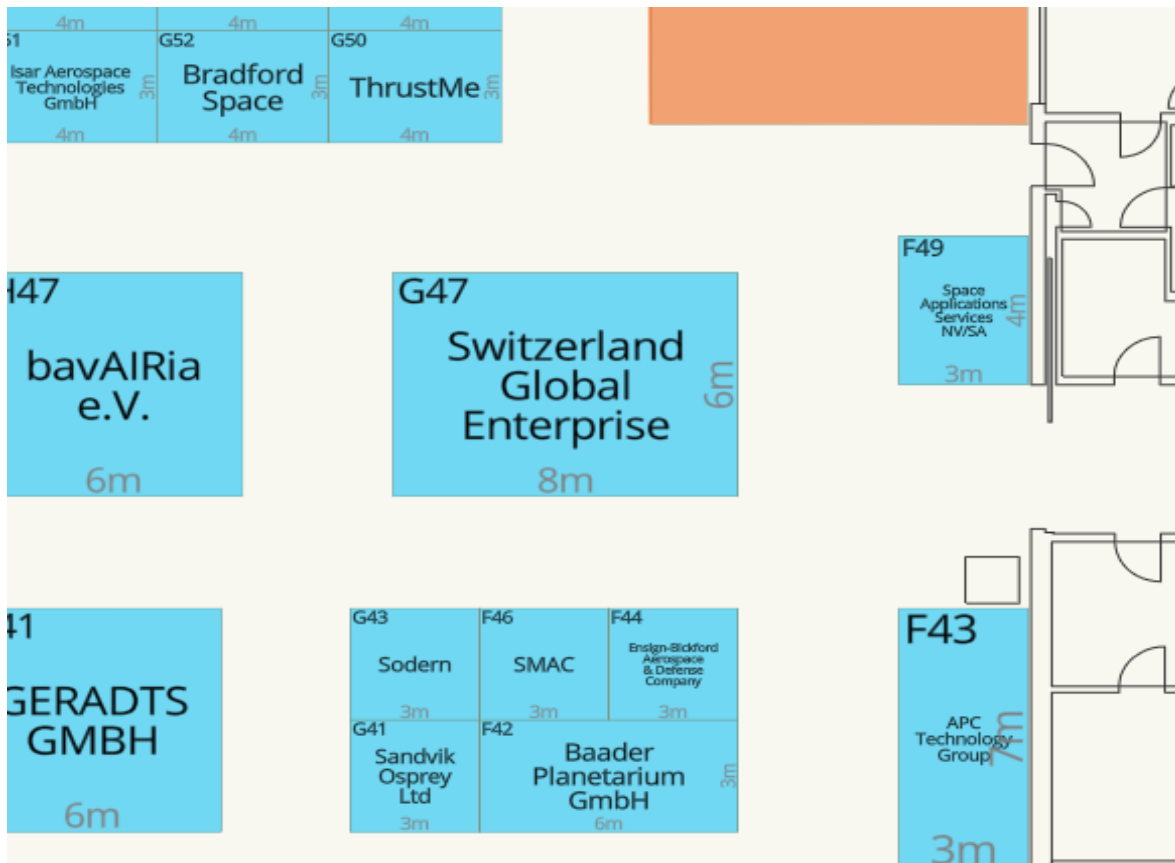 4m
4m
4m
51
G52
G50
Isar Aerospace
Technologies
GmbH
3m
4m
Bradford
Space
3m
4m
ThrustMe
3m
4m
F49
Space
Applications
Services
NV/SA
4m
3m
H47
bavAIRia
e.V.
6m
G47
Switzerland
Global
Enterprise
6m
8m
41
GERADTS
GMBH
6m
G43
Sodern
3m
F46
SMAC
3m
F44
Ensign-Bickford
Aerospace
& Defense
Company
3m
G41
Sandvik
Osprey
Ltd
3m
F42
Baader
Planetarium
GmbH
3m
6m
F43
APC
Technology
Group
7m
3m